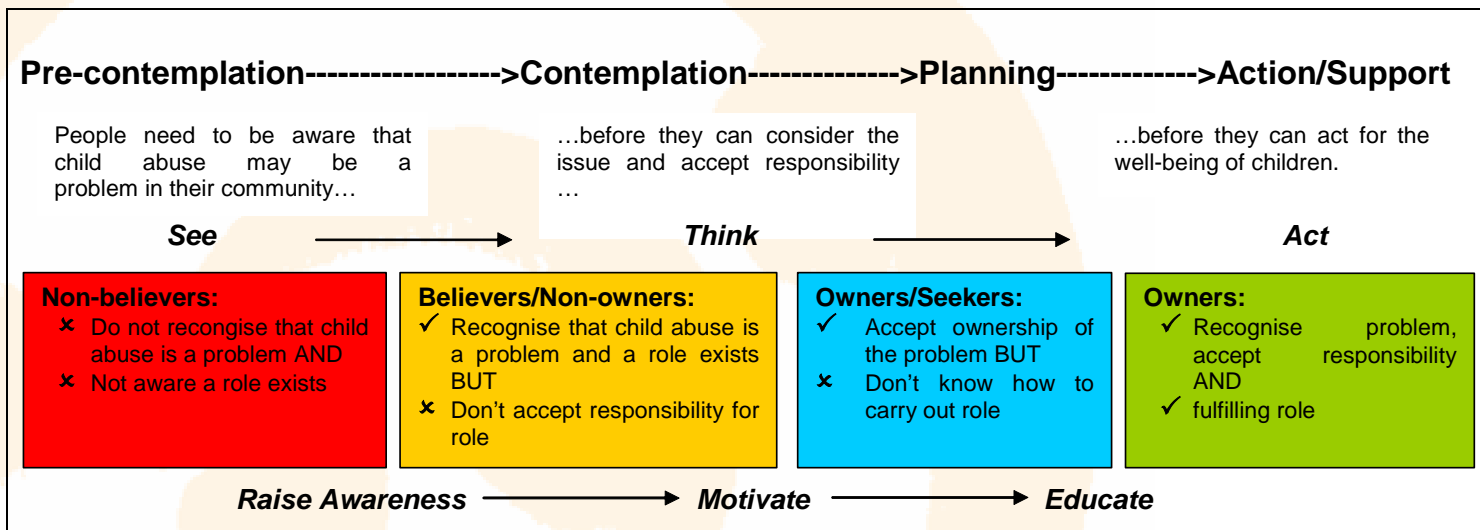 Pre-contemplation------------------>Contemplation-------------->Planning------------>Action/Support
People need to be aware that
child abuse may be a
problem in their community…
…before they can consider the
issue and accept responsibility
…
…before they can act for the
well-being of children.
See
Think
Act
Non-believers:
✗ Do not recongise that child
abuse is a problem AND
✗ Not aware a role exists
Believers/Non-owners:
✓ Recognise that child abuse is
a problem and a role exists
BUT
✗ Don't accept responsibility for
role
Owners/Seekers:
✓ Accept ownership of
the problem BUT
✗ Don't know how to
carry out role
Owners:
✓ Recognise problem,
accept responsibility
AND
✓ fulfilling role
Raise Awareness
Motivate
Educate